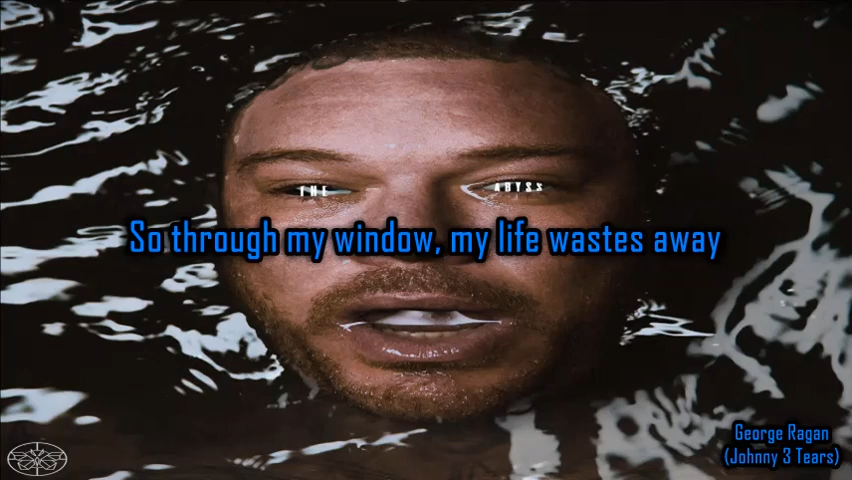 THE ABYSS
So through my window, my life wastes away
George Ragan
(Johnny 3 Tears)